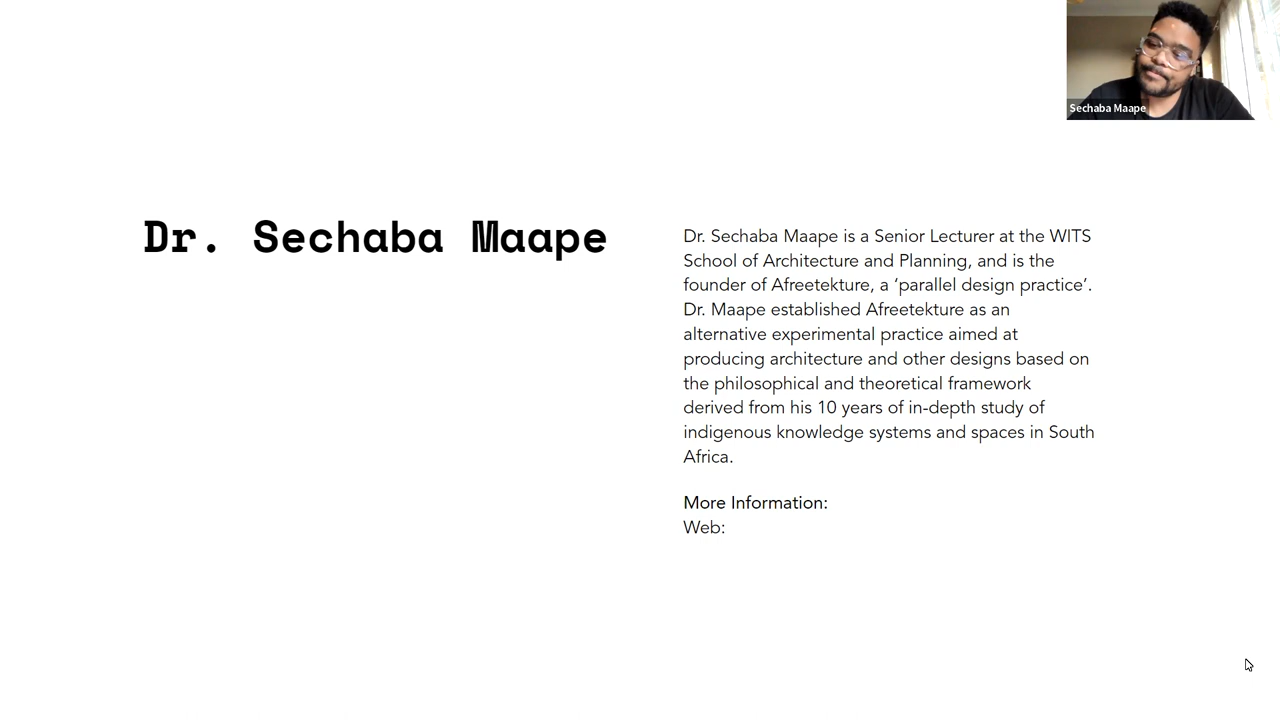 Sechaba Maape
Dr. Sechaba Maape
Dr. Sechaba Maape is a Senior Lecturer at the WITS
School of Architecture and Planning, and is the
founder of Afreetekture, a ‘parallel design practice’.
Dr. Maape established Afreetekture as an
alternative experimental practice aimed at
producing architecture and other designs based on
the philosophical and theoretical framework
derived from his 10 years of in-depth study of
indigenous knowledge systems and spaces in South
Africa.
More Information:
Web: